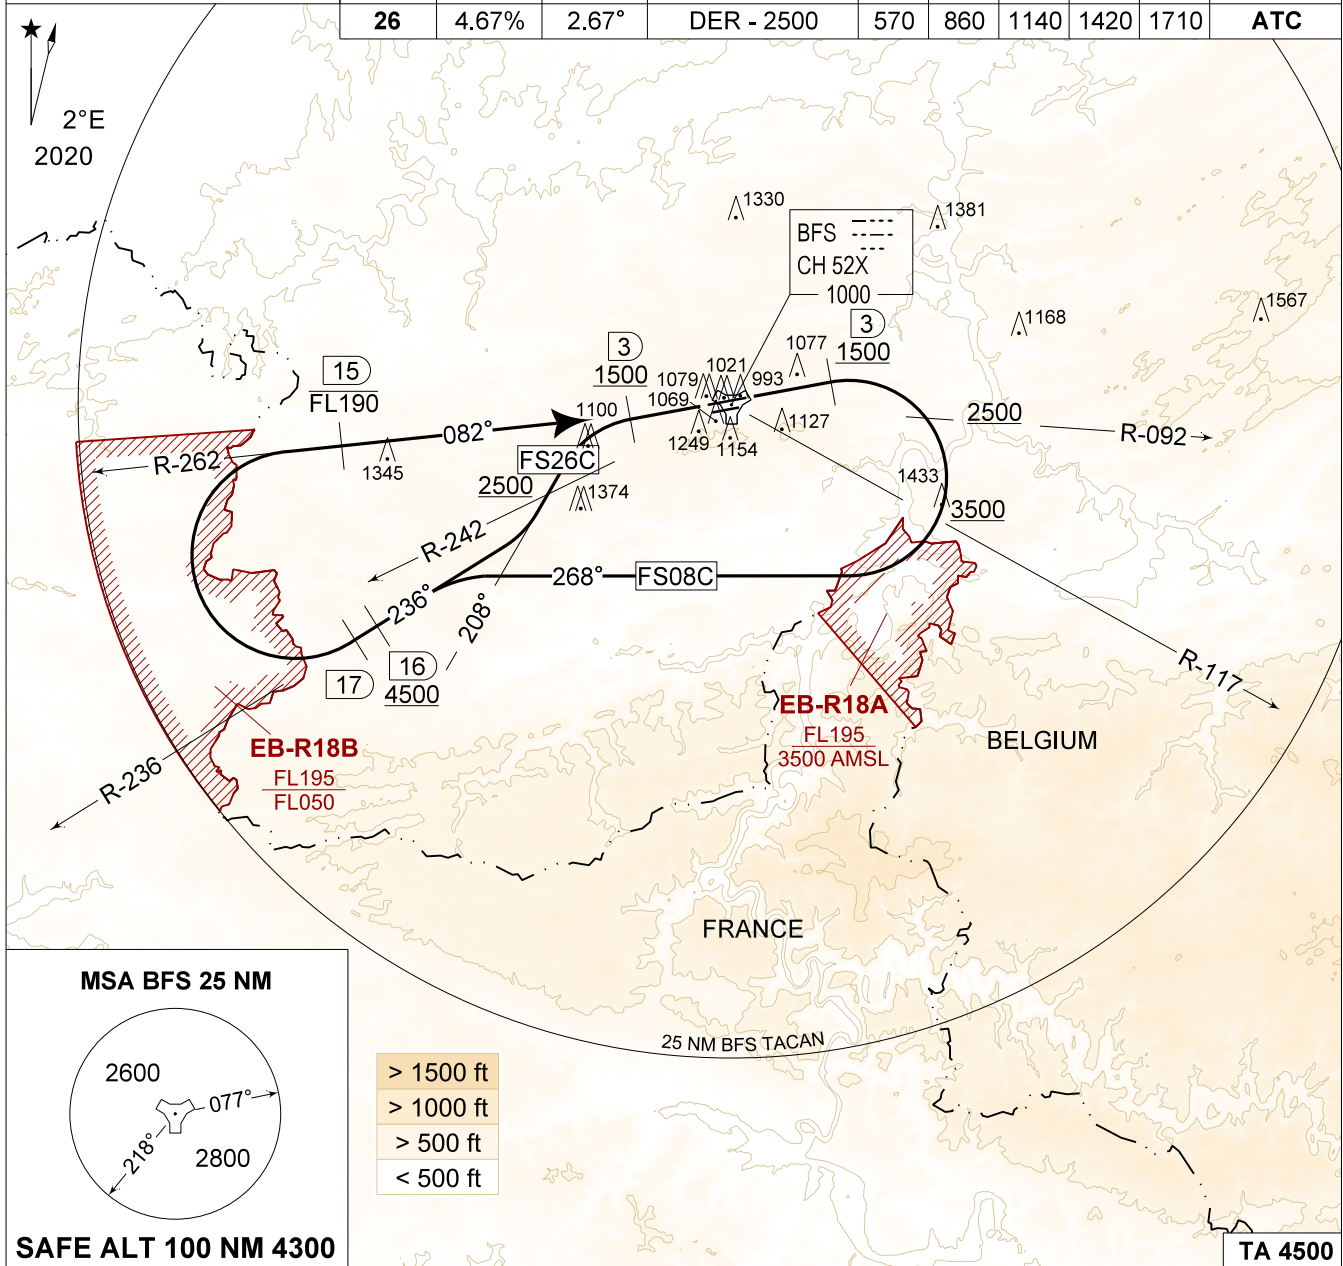 26 4.67% 2.67° DER - 2500 570 860 1140 1420 1710 ATC
2°E
2020
1330
1381
BFS
CH 52X
1000
1567
1168
3
1500
1077
15
FL190
3
1500
1079
1021
993
1069
1100
1127
1249
1154
2500
R-092
082°
R-262
1345
FS26C
2500
1374
1433
3500
R-242
268°
FS08C
236°
208°
16
4500
17
R-117
EB-R18A
FL195
3500 AMSL
BELGIUM
EB-R18B
FL195
FL050
R-236
FRANCE
25 NM BFS TACAN
MSA BFS 25 NM
2600
077°
218°
2800
SAFE ALT 100 NM 4300
> 1500 ft
> 1000 ft
> 500 ft
< 500 ft
TA 4500